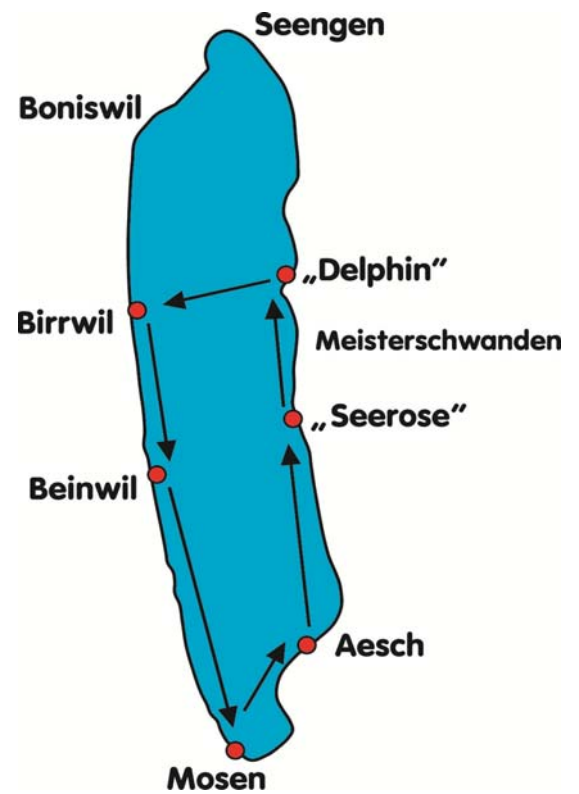 Seengen
Boniswil
„Delphin“
Birrwil
Meisterschwanden
„Seerose“
Beinwil
Aesch
Mosen